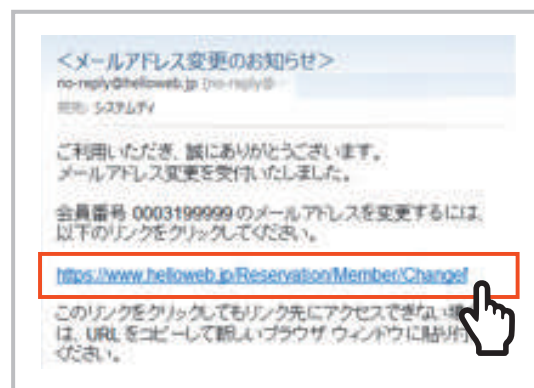 <メールアドレス変更のお知らせ>
no-reply@helloweb.jp [no-reply@
宛先: システムディ
ご利用いただき、誠にありがとうございます。
メールアドレス変更を受付いたしました。
会員番号 0003199999 のメールアドレスを変更するには、
以下のリンクをクリックしてください。
https://www.helloweb.jp/Reservation/Member/Changef
このリンクをクリックしてもリンク先にアクセスできない場
は、URL をコピーして新しいブラウザ ウィンドウに貼り付
ください。